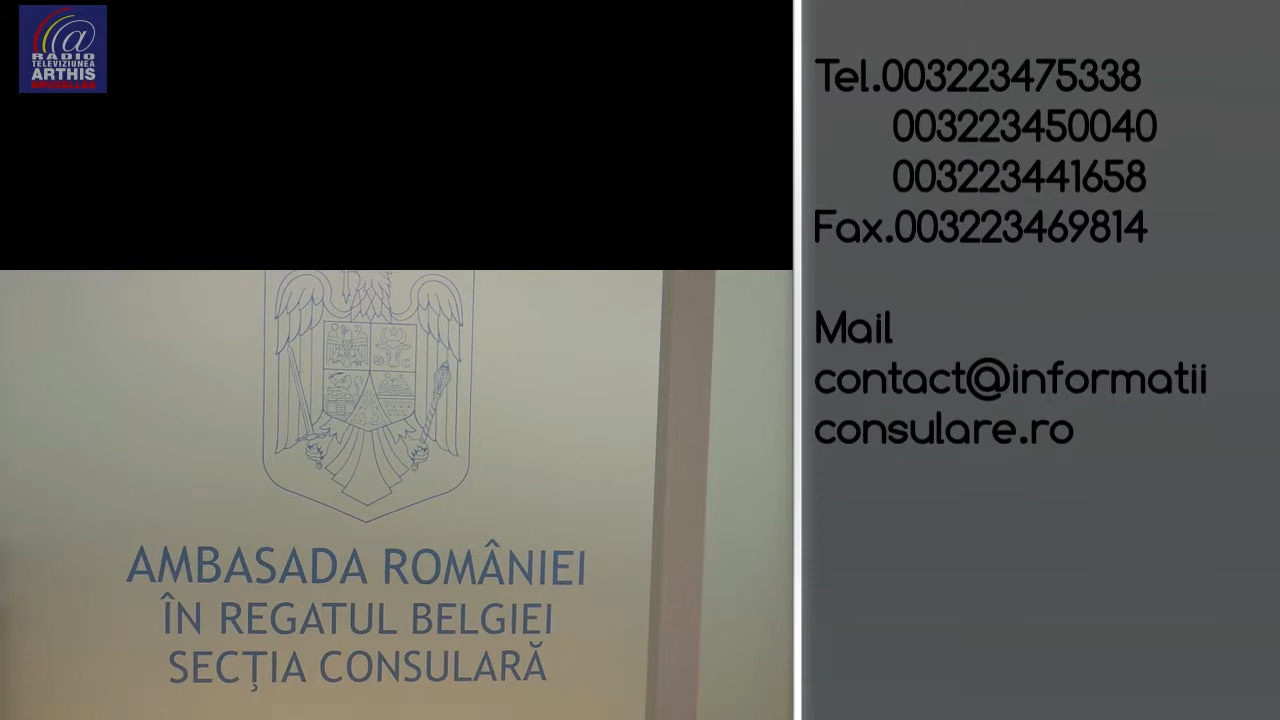 @
RADIO
TELEVIZIUNEA
ARTHIS
BRUXELLES
Tel.003223475338
003223450040
003223441658
Fax.003223469814
Mail
contact@informatii
consulare.ro
AMBASADA ROMÂNIEI
ÎN REGATUL BELGIEI
SECȚIA CONSULARĂ